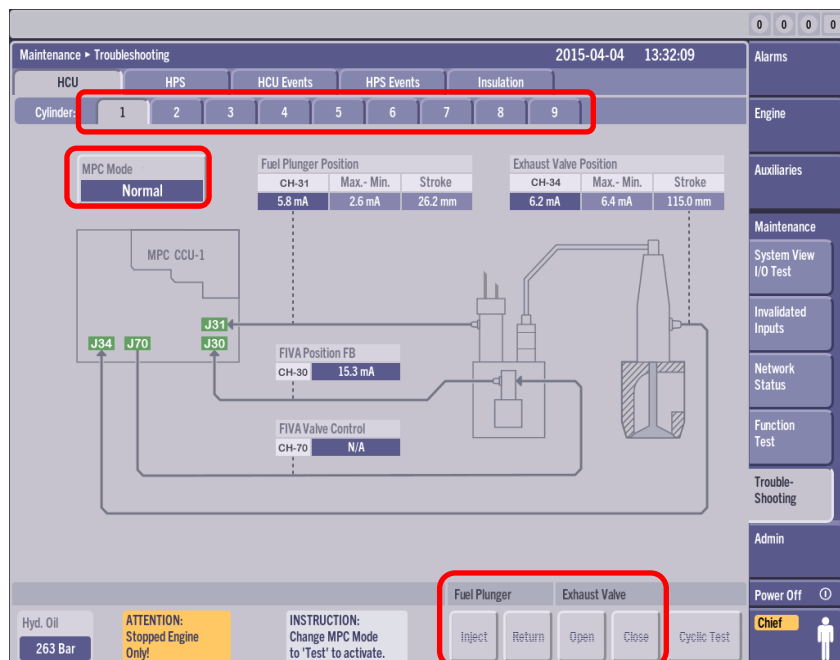 0 0 0 0
Maintenance ▸ Troubleshooting 2015-04-04 13:32:09
HCU HPS HCU Events HPS Events Insulation
Cylinder: 1 2 3 4 5 6 7 8 9
MPC Mode
Normal
Fuel Plunger Position
CH-31 Max.- Min. Stroke
5.8 mA 2.6 mA 26.2 mm
Exhaust Valve Position
CH-34 Max.- Min. Stroke
6.2 mA 6.4 mA 115.0 mm
MPC CCU-1
J31
J34 J70 J30
FIVA Position FB
CH-30 15.3 mA
FIVA Valve Control
CH-70 N/A
Alarms
Engine
Auxiliaries
Maintenance
System View
I/O Test
Invalidated
Inputs
Network
Status
Function
Test
Trouble-
Shooting
Admin
Power Off
Chief
Fuel Plunger Exhaust Valve
Inject Return Open Close Cyclic Test
Hyd. Oil
263 Bar
ATTENTION:
Stopped Engine
Only!
INSTRUCTION:
Change MPC Mode
to 'Test' to activate.